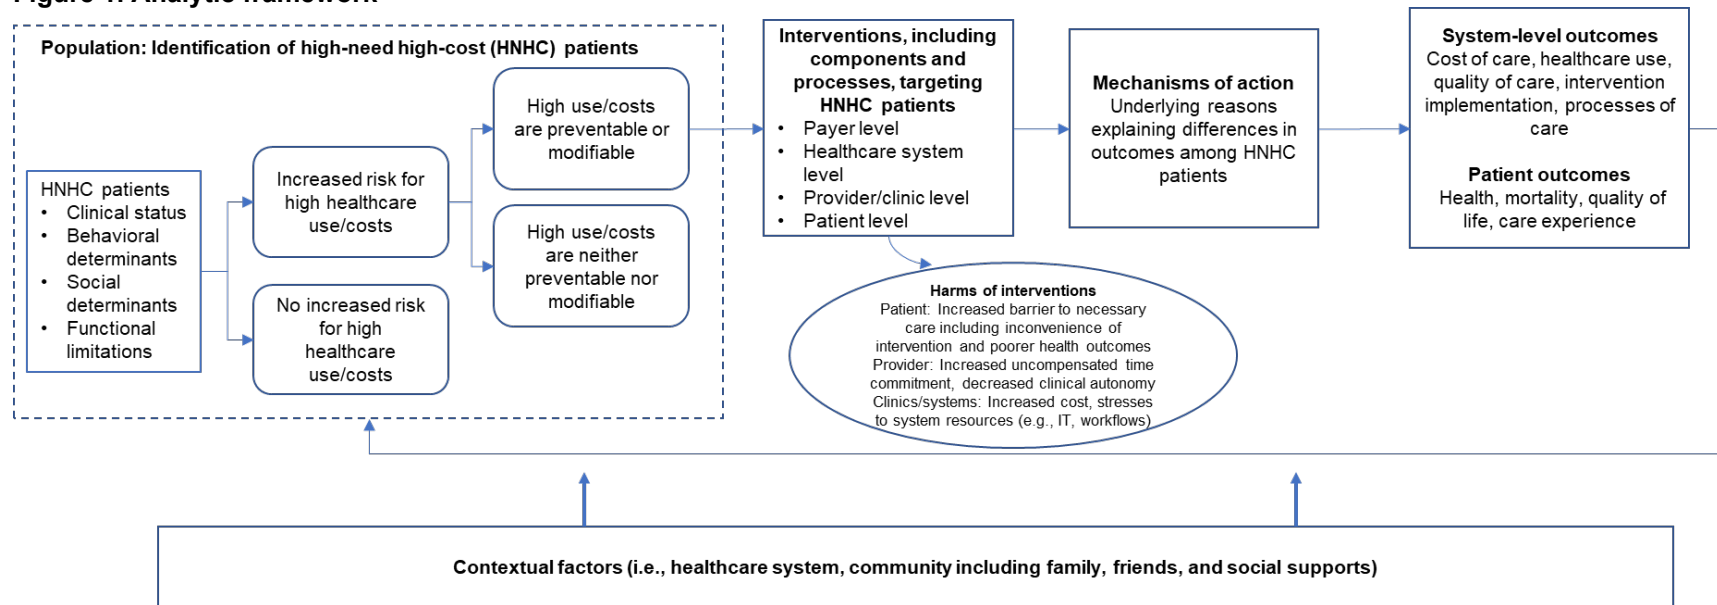 Figure 1. Analytic framework
Population: Identification of high-need high-cost (HNHC) patients
HNHC patients
• Clinical status
• Behavioral
determinants
• Social
determinants
• Functional
limitations
Increased risk for
high healthcare
use/costs
No increased risk
for high
healthcare
use/costs
High use/costs
are preventable or
modifiable
High use/costs
are neither
preventable nor
modifiable
Interventions, including
components and
processes, targeting
HNHC patients
• Payer level
• Healthcare system
level
• Provider/clinic level
• Patient level
Harms of interventions
Patient: Increased barrier to necessary
care including inconvenience of
intervention and poorer health outcomes
Provider: Increased uncompensated time
commitment, decreased clinical autonomy
Clinics/systems: Increased cost, stresses
to system resources (e.g., IT, workflows)
Mechanisms of action
Underlying reasons
explaining differences in
outcomes among HNHC
patients
System-level outcomes
Cost of care, healthcare use,
quality of care, intervention
implementation, processes of
care
Patient outcomes
Health, mortality, quality of
life, care experience
Contextual factors (i.e., healthcare system, community including family, friends, and social supports)